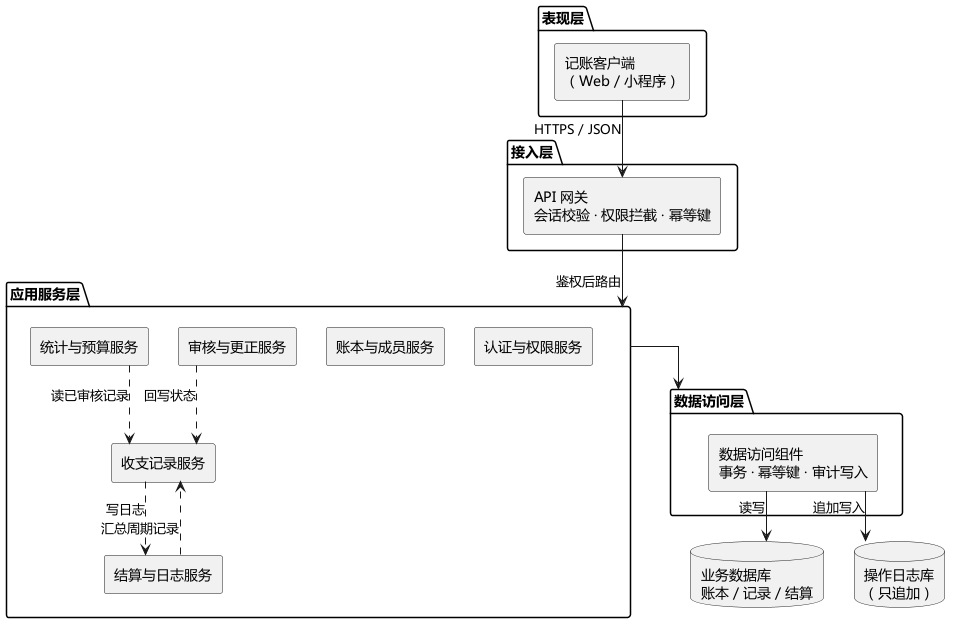 表现层
记账客户端
（ Web / 小程序 ）
HTTPS / JSON
接入层
API 网关
会话校验 · 权限拦截 · 幂等键
鉴权后路由
应用服务层
统计与预算服务
审核与更正服务
账本与成员服务
认证与权限服务
读已审核记录
回写状态
收支记录服务
写日志
汇总周期记录
结算与日志服务
数据访问层
数据访问组件
事务 · 幂等键 · 审计写入
读写
追加写入
业务数据库
账本 / 记录 / 结算
操作日志库
（ 只追加 ）